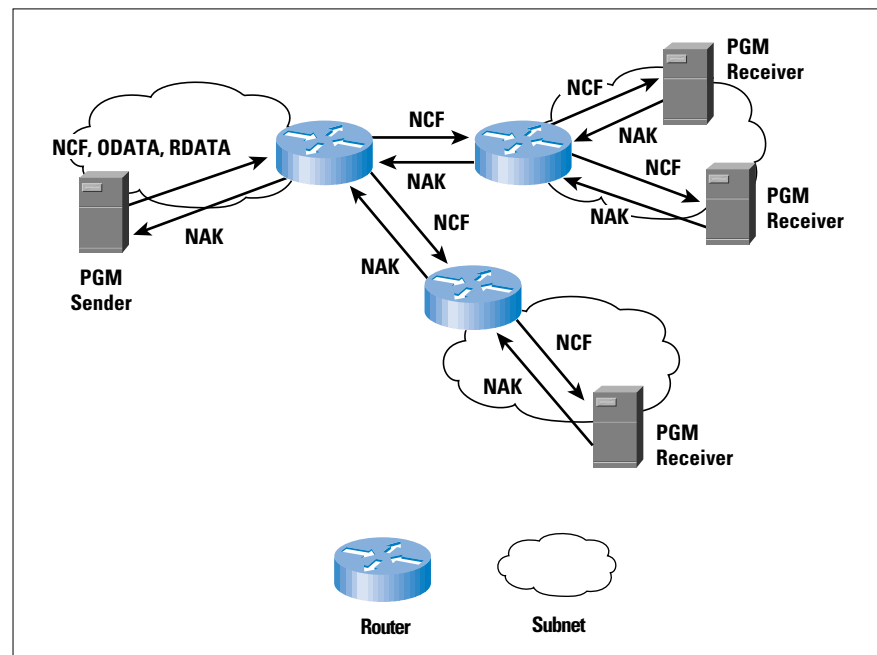 PGM
Receiver
NCF
NCF
NCF, ODATA, RDATA
NAK
NAK
NCF
NAK
NCF
NAK
PGM
Receiver
NAK
PGM
Sender
NCF
NAK
PGM
Receiver
Router
Subnet